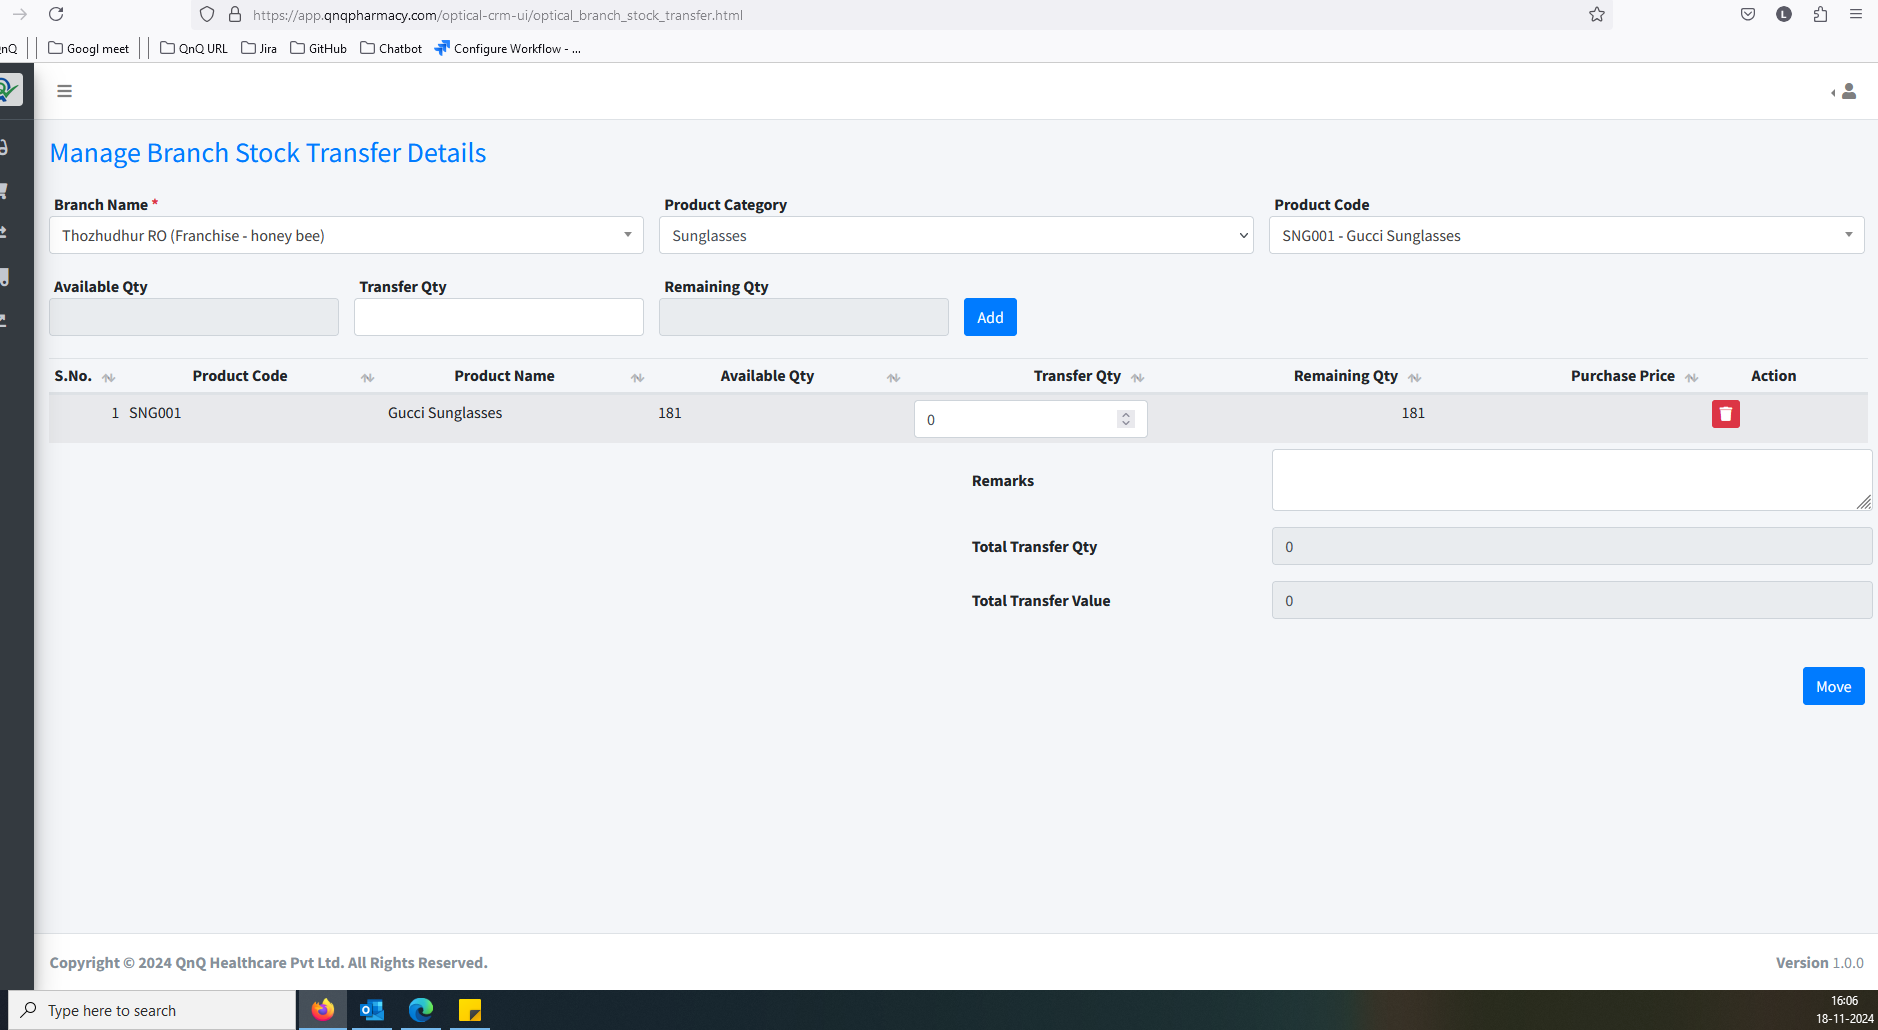 https://app.qnqpharmacy.com/optical-crm-ui/optical_branch_stock_transfer.html
L
Googl meet
QnQ URL
Jira
GitHub
Chatbot
Configure Workflow - ...
Manage Branch Stock Transfer Details
Branch Name * Product Category Product Code
Thozhudhur RO (Franchise - honey bee) Sunglasses SNG001 - Gucci Sunglasses
Available Qty Transfer Qty Remaining Qty
Add
S.No. Product Code Product Name Available Qty Transfer Qty Remaining Qty Purchase Price Action
1 SNG001 Gucci Sunglasses 181 0 181
Remarks
Total Transfer Qty 0
Total Transfer Value 0
Move
Copyright © 2024 QnQ Healthcare Pvt Ltd. All Rights Reserved. Version 1.0.0
Type here to search
16:06
18-11-2024